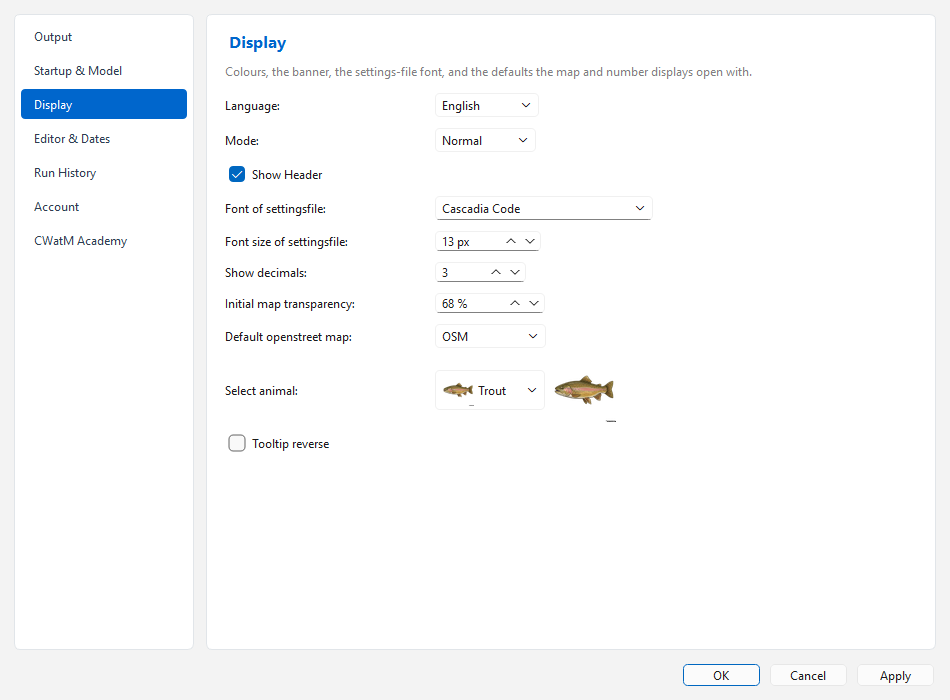 Output
Startup & Model
Display
Editor & Dates
Run History
Account
CWatM Academy
Display
Colours, the banner, the settings-file font, and the defaults the map and number displays open with.
Language: English
Mode: Normal
Show Header
Font of settingsfile: Cascadia Code
Font size of settingsfile: 13 px
Show decimals: 3
Initial map transparency: 68 %
Default openstreet map: OSM
Select animal: Trout
Tooltip reverse
OK Cancel Apply